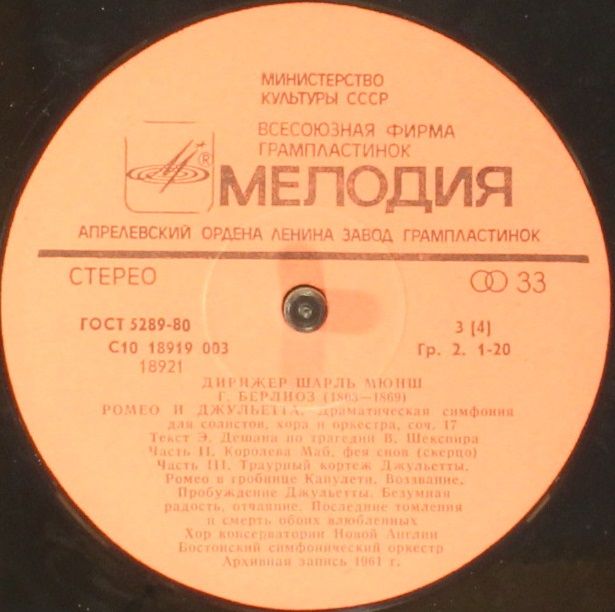 МИНИСТЕРСТВО
КУЛЬТУРЫ СССР
ВСЕСОЮЗНАЯ ФИРМА
ГРАМПЛАСТИНОК
® МЕЛОДИЯ
АПРЕЛЕВСКИЙ ОРДЕНА ЛЕНИНА ЗАВОД ГРАМПЛАСТИНОК
СТЕРЕО
33
ГОСТ 5289-80
3 [4]
С10 18919 003
Гр. 2. 1-20
18921
ДИРИЖЕР ШАРЛЬ МЮНШ
Г. БЕРЛИОЗ (1803—1869)
РОМЕО И ДЖУЛЬЕТТА. Драматическая симфония
для солистов, хора и оркестра, соч. 17
Текст Э. Дешана по трагедии В. Шекспира
Часть II. Королева Маб, фея снов (скерцо)
Часть III. Траурный кортеж Джульетты.
Ромео в гробнице Капулети. Воззвание.
Пробуждение Джульетты. Безумная
радость, отчаяние. Последние томления
и смерть обоих влюбленных
Хор консерватории Новой Англии
Бостонский симфонический оркестр
Архивная запись 1961 г.